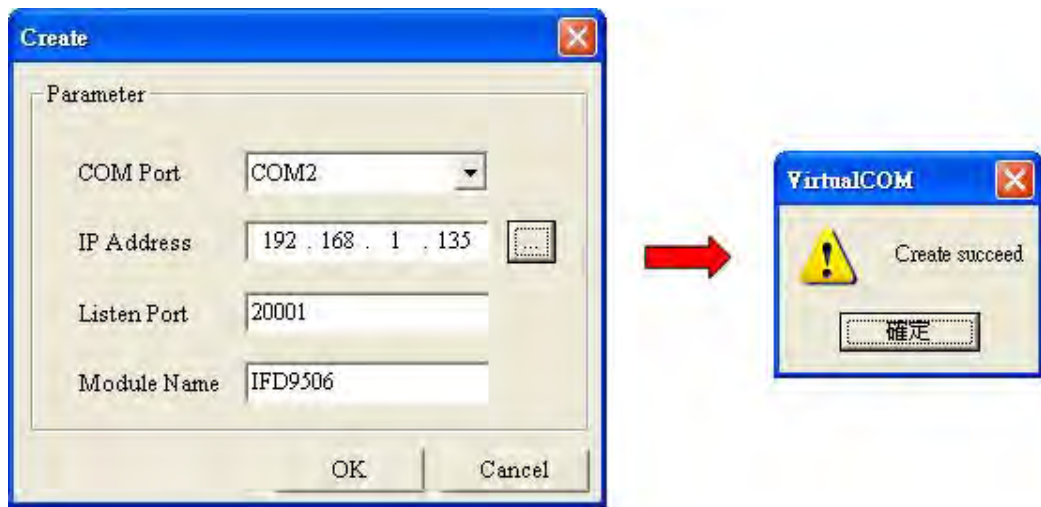 Create
Parameter
COM Port COM2
IP Address 192 . 168 . 1 . 135 ...
Listen Port 20001
Module Name IFD9506
OK Cancel
VirtualCOM
Create succeed
確定